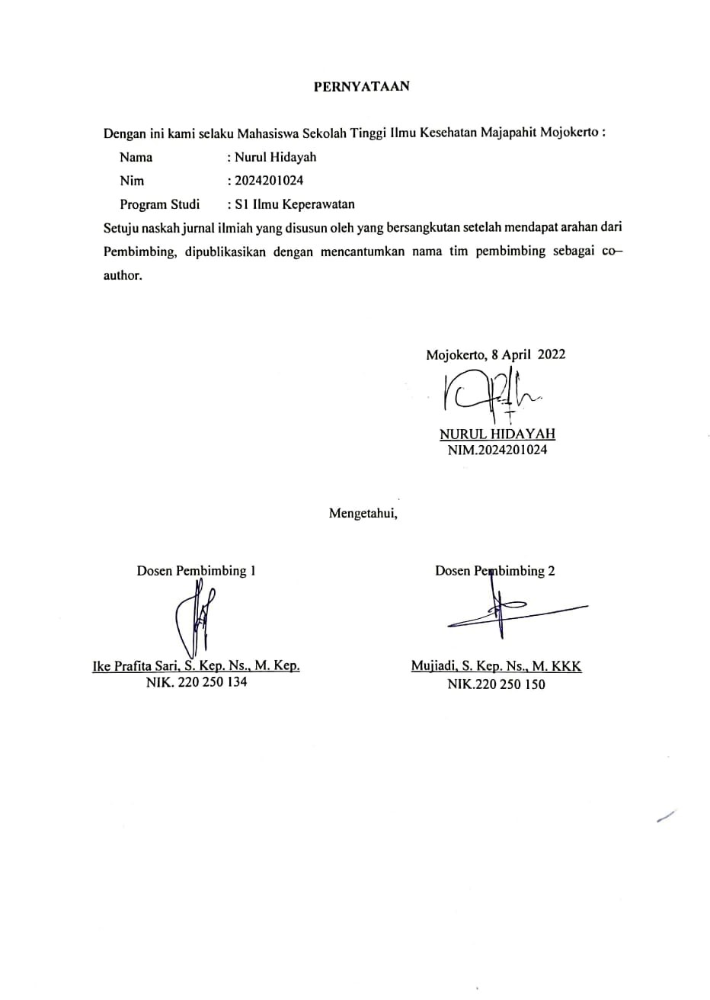 PERNYATAAN
Dengan ini kami selaku Mahasiswa Sekolah Tinggi Ilmu Kesehatan Majapahit Mojokerto :
Nama : Nurul Hidayah
Nim : 2024201024
Program Studi : S1 Ilmu Keperawatan
Setuju naskah jurnal ilmiah yang disusun oleh yang bersangkutan setelah mendapat arahan dari
Pembimbing, dipublikasikan dengan mencantumkan nama tim pembimbing sebagai co–
author.
Mojokerto, 8 April 2022
NURUL HIDAYAH
NIM.2024201024
Mengetahui,
Dosen Pembimbing 1
Ike Prafita Sari, S. Kep. Ns., M. Kep.
NIK. 220 250 134
Dosen Pembimbing 2
Mujiadi, S. Kep. Ns., M. KKK
NIK.220 250 150